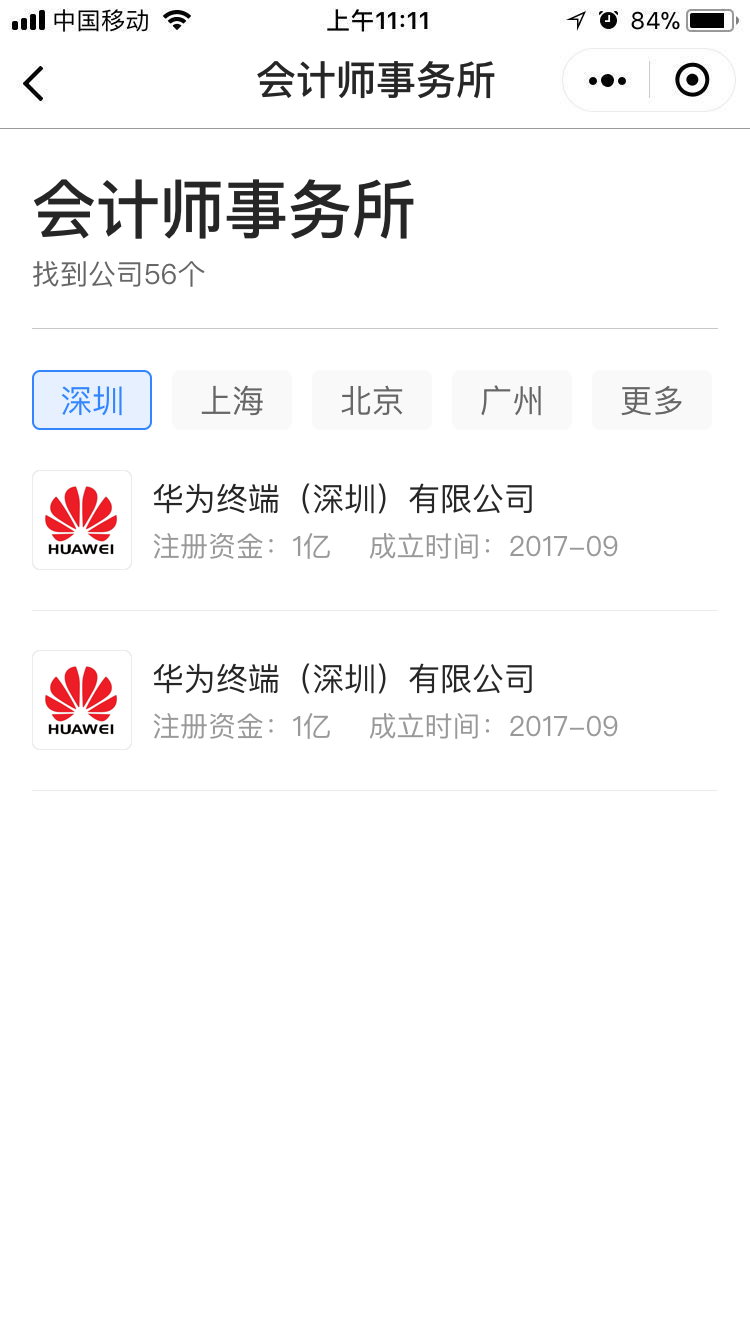 中国移动 上午11:11 84%
会计师事务所
会计师事务所
找到公司56个
深圳 上海 北京 广州 更多
HUAWEI 华为终端（深圳）有限公司
注册资金：1亿 成立时间：2017-09
HUAWEI 华为终端（深圳）有限公司
注册资金：1亿 成立时间：2017-09